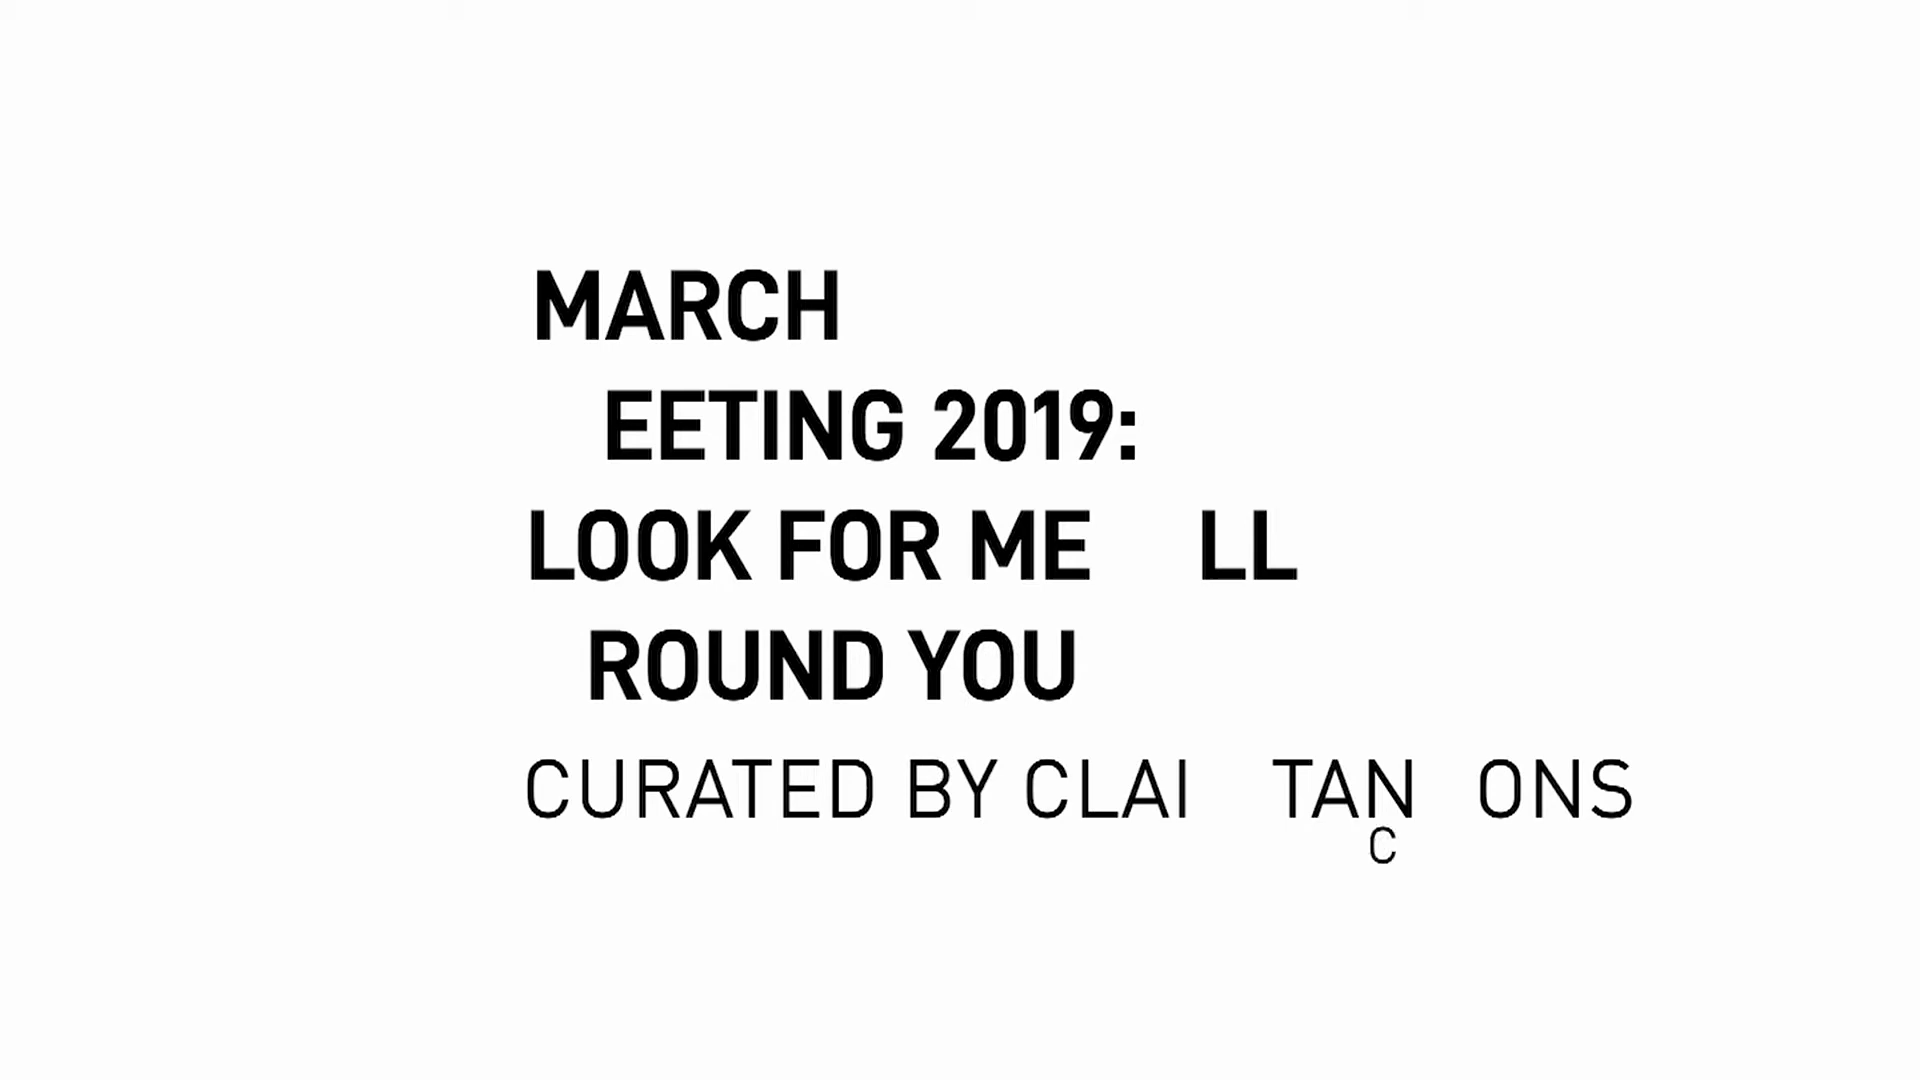 MARCH
EETING 2019:
LOOK FOR ME LL
ROUND YOU
CURATED BY CLAI TAN ONS
C